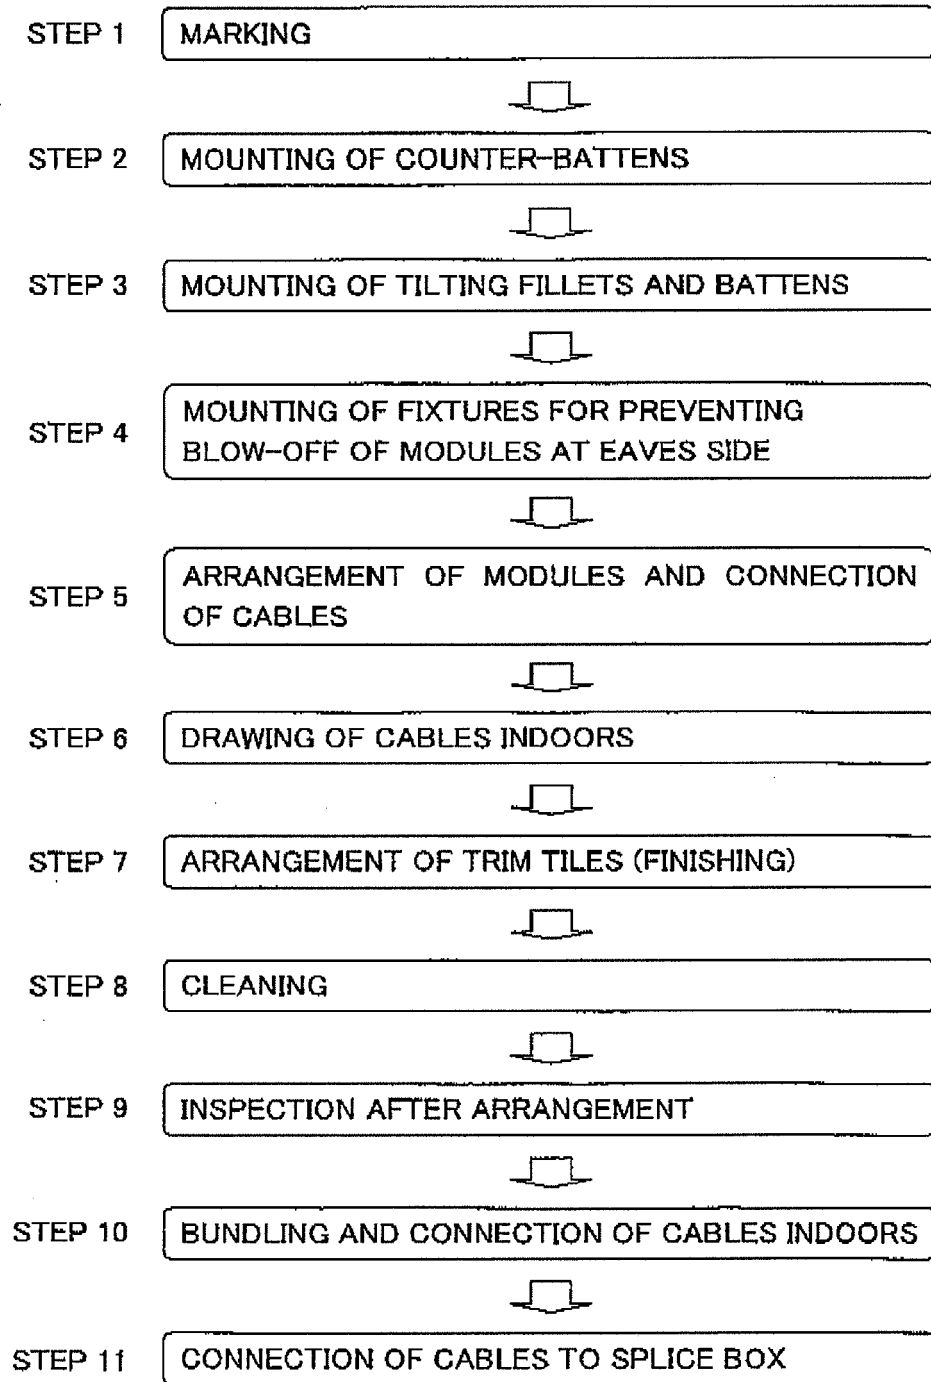 STEP 1 MARKING
STEP 2 MOUNTING OF COUNTER-BATTENS
STEP 3 MOUNTING OF TILTING FILLETS AND BATTENS
STEP 4 MOUNTING OF FIXTURES FOR PREVENTING
BLOW-OFF OF MODULES AT EAVES SIDE
STEP 5 ARRANGEMENT OF MODULES AND CONNECTION
OF CABLES
STEP 6 DRAWING OF CABLES INDOORS
STEP 7 ARRANGEMENT OF TRIM TILES (FINISHING)
STEP 8 CLEANING
STEP 9 INSPECTION AFTER ARRANGEMENT
STEP 10 BUNDLING AND CONNECTION OF CABLES INDOORS
STEP 11 CONNECTION OF CABLES TO SPLICE BOX